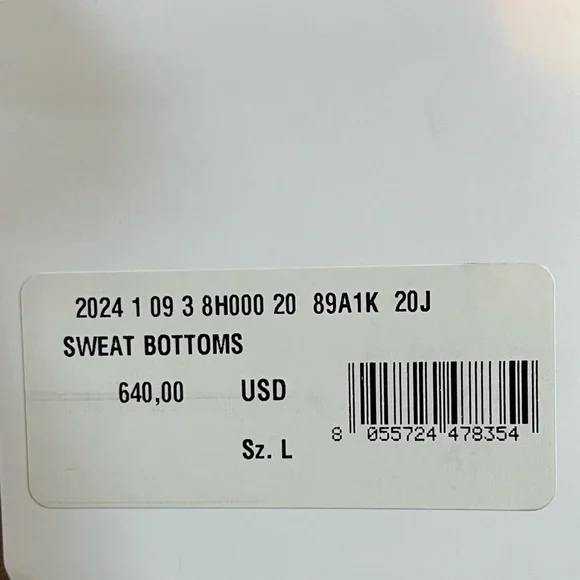 2024 1 09 3 8H000 20 89A1K 20J
SWEAT BOTTOMS
640,00 USD
Sz. L
8 055724 478354